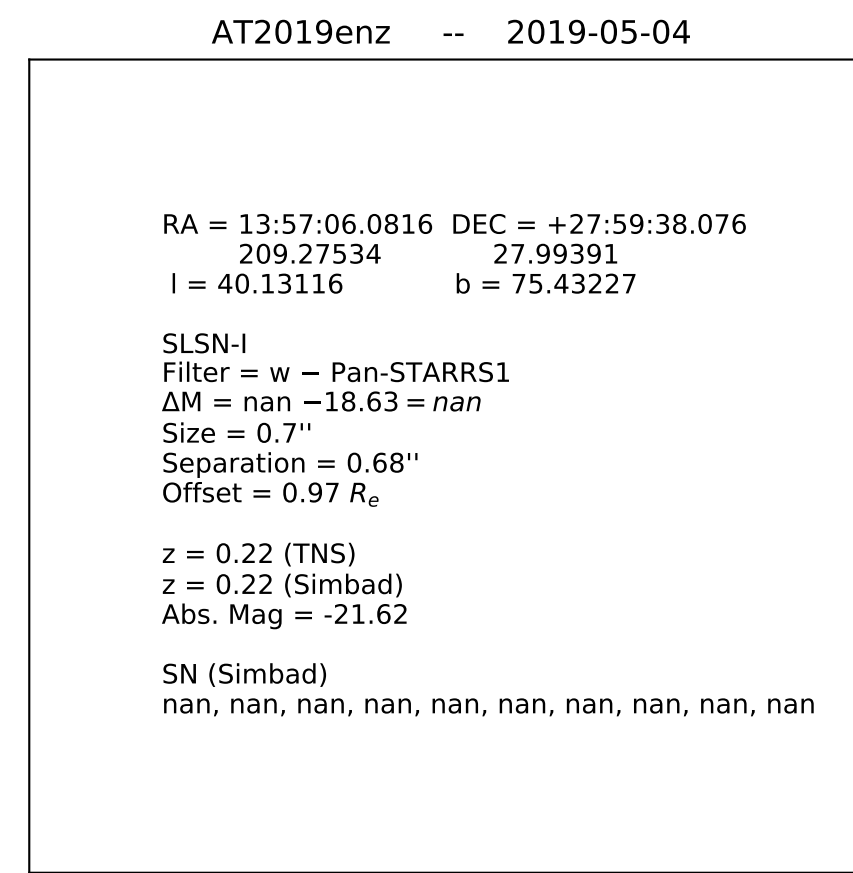 AT2019enz -- 2019-05-04
RA = 13:57:06.0816 DEC = +27:59:38.076
209.27534 27.99391
l = 40.13116 b = 75.43227
SLSN-I
Filter = w − Pan-STARRS1
ΔM = nan −18.63 = nan
Size = 0.7''
Separation = 0.68''
Offset = 0.97 Re
z = 0.22 (TNS)
z = 0.22 (Simbad)
Abs. Mag = -21.62
SN (Simbad)
nan, nan, nan, nan, nan, nan, nan, nan, nan, nan